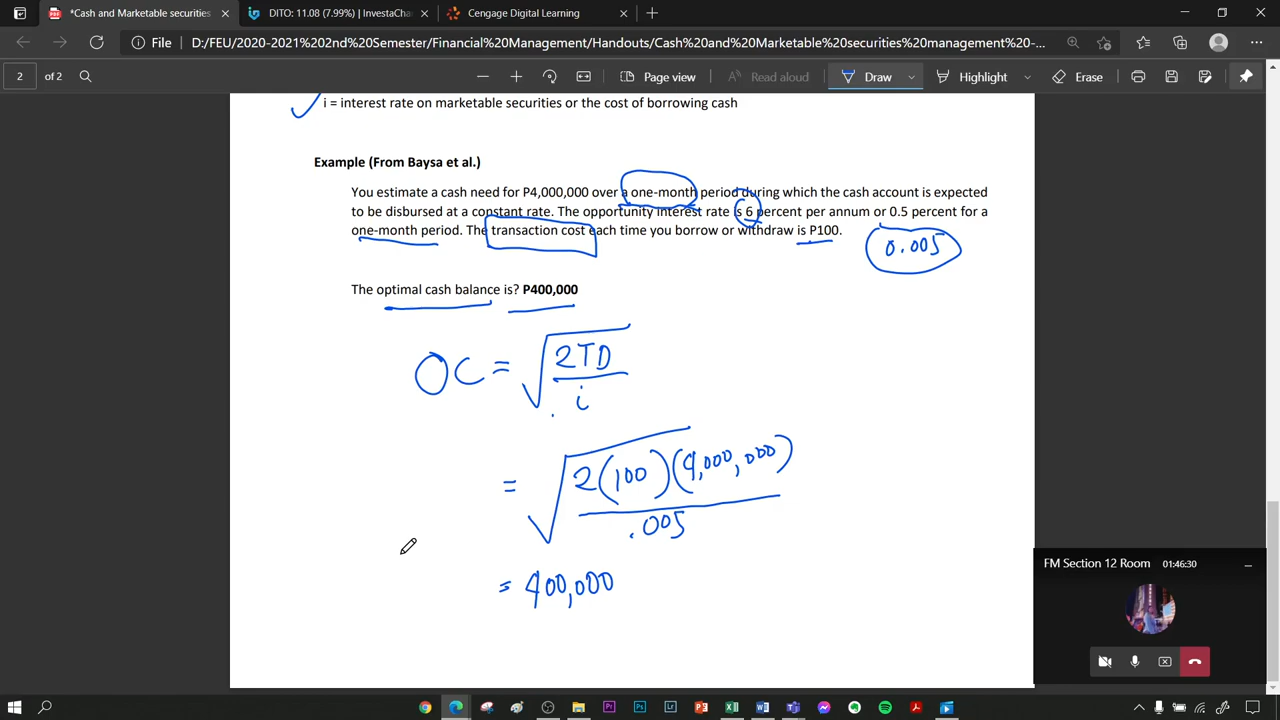 *Cash and Marketable securities
DITO: 11.08 (7.99%) | InvestaCha
Cengage Digital Learning
File
D:/FEU/2020-2021%202nd%20Semester/Financial%20Management/Handouts/Cash%20and%20Marketable%20securities%20management%20-...
2 of 2
Page view
Read aloud
Draw
Highlight
Erase
i = interest rate on marketable securities or the cost of borrowing cash
Example (From Baysa et al.)
You estimate a cash need for P4,000,000 over a one-month period during which the cash account is expected
to be disbursed at a constant rate. The opportunity interest rate is 6 percent per annum or 0.5 percent for a
one-month period. The transaction cost each time you borrow or withdraw is P100.
0.005
The optimal cash balance is? P400,000
OC = √ 2TD
i
= √ 2(100)(4,000,000)
.005
= 400,000
FM Section 12 Room 01:46:30